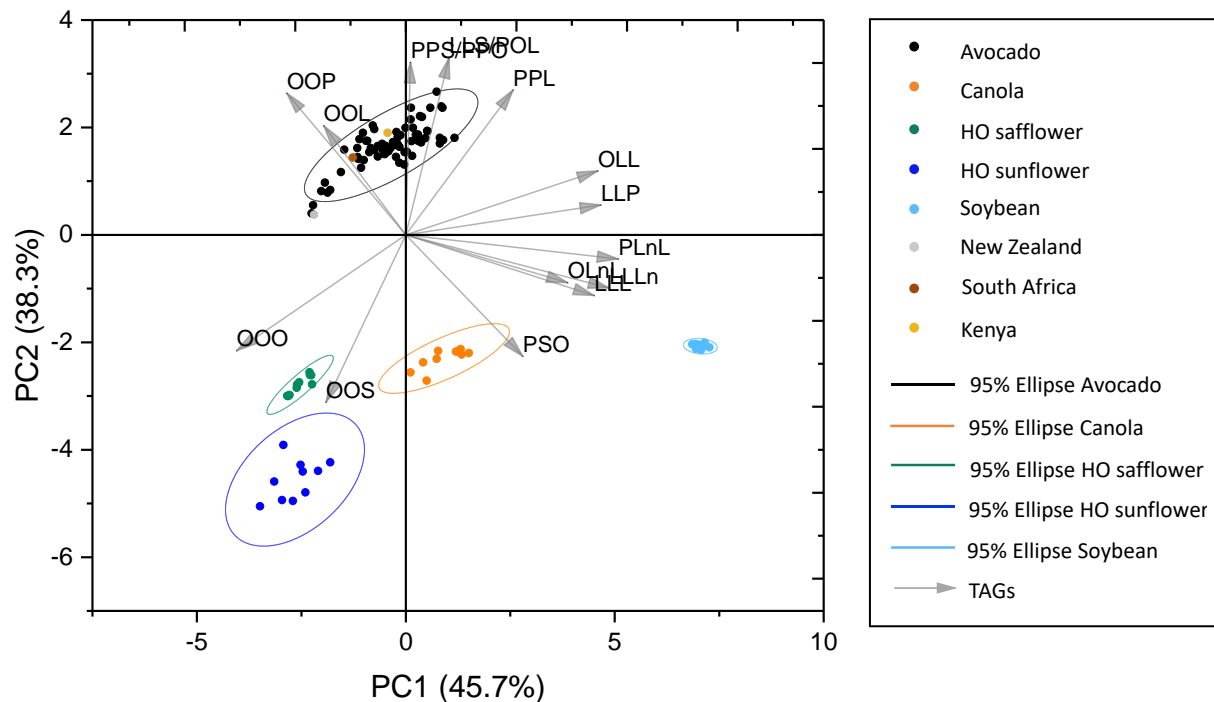 4
2
0
-2
-4
-6
-5
0
5
10
PC2 (38.3%)
PC1 (45.7%)
PPS/PPO
LLS/POL
OOP
PPL
OOL
OLL
LLP
PLnL
OLnL
LLLn
LLL
PSO
OOO
OOS
Avocado
Canola
HO safflower
HO sunflower
Soybean
New Zealand
South Africa
Kenya
95% Ellipse Avocado
95% Ellipse Canola
95% Ellipse HO safflower
95% Ellipse HO sunflower
95% Ellipse Soybean
TAGs